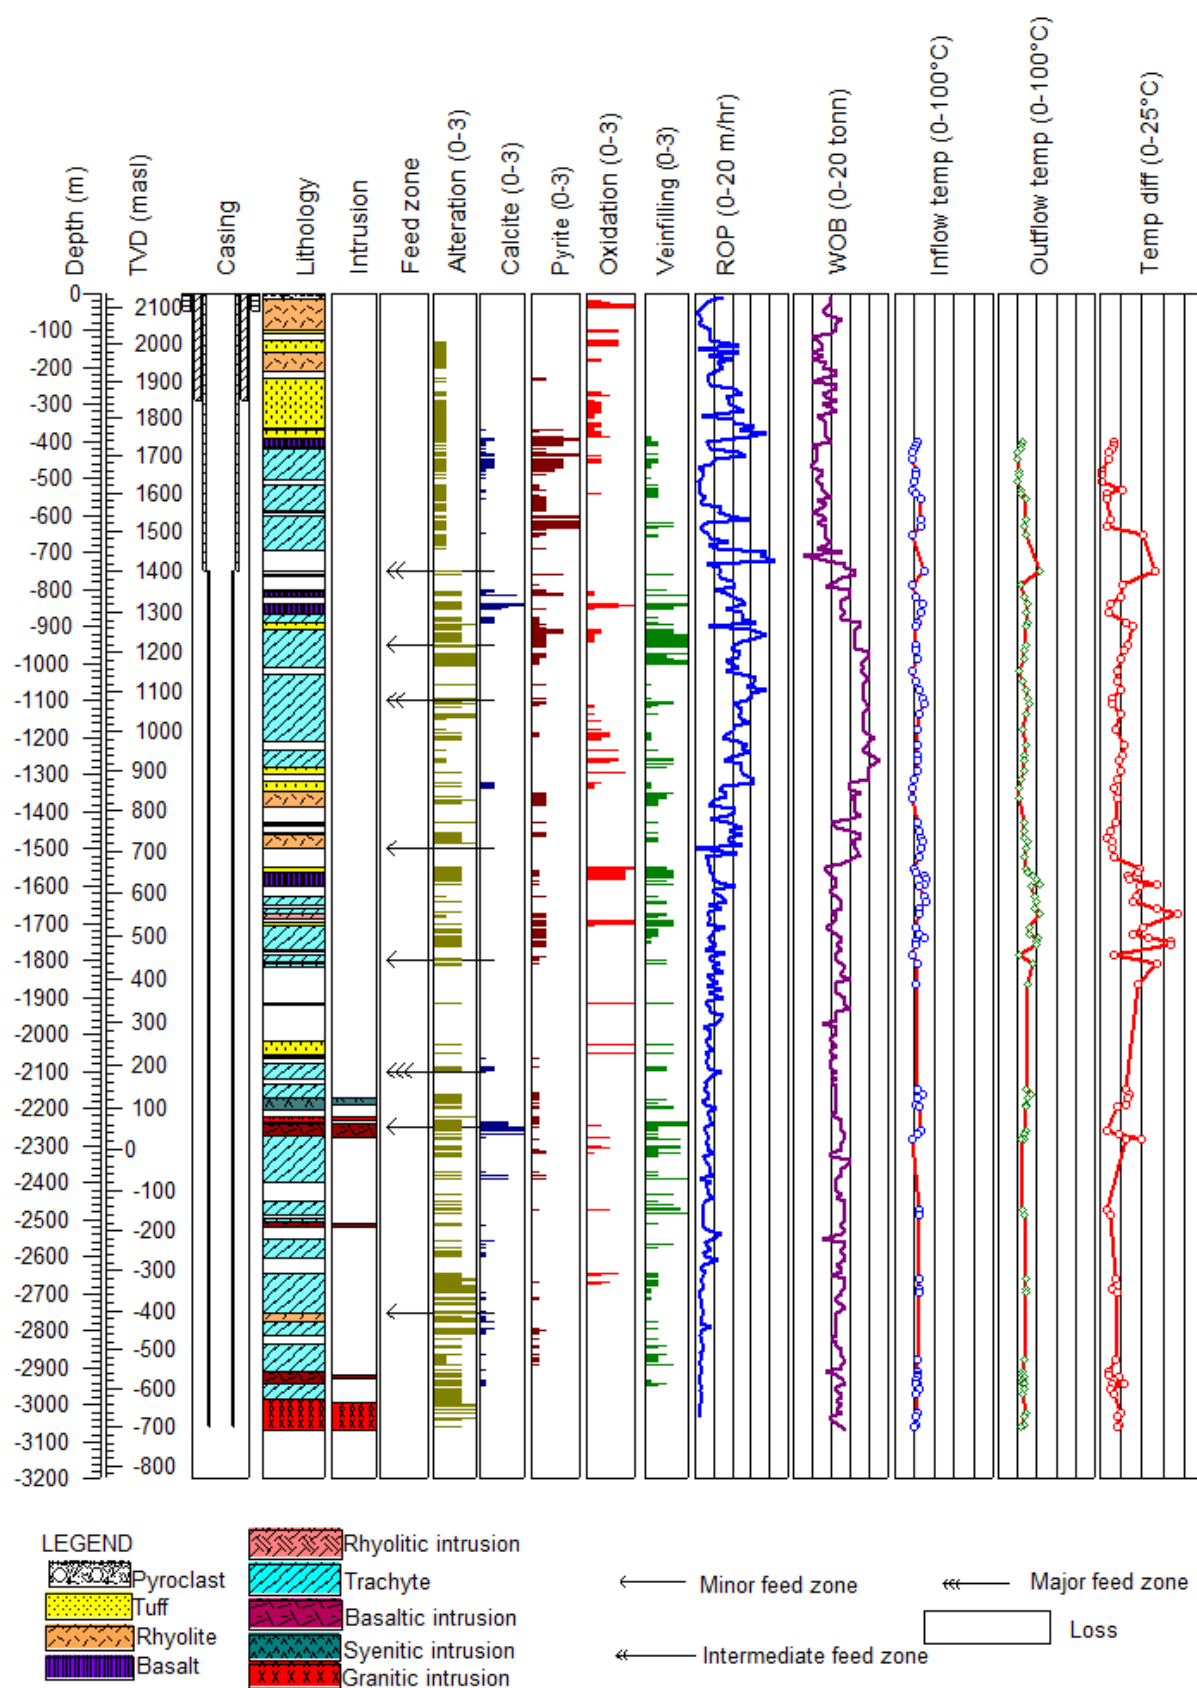 Depth (m)
TVD (masl)
Casing
Lithology
Intrusion
Feed zone
Alteration (0-3)
Calcite (0-3)
Pyrite (0-3)
Oxidation (0-3)
Veinfilling (0-3)
ROP (0-20 m/hr)
WOB (0-20 tonn)
Inflow temp (0-100°C)
Outflow temp (0-100°C)
Temp diff (0-25°C)
0
-100
-200
-300
-400
-500
-600
-700
-800
-900
-1000
-1100
-1200
-1300
-1400
-1500
-1600
-1700
-1800
-1900
-2000
-2100
-2200
-2300
-2400
-2500
-2600
-2700
-2800
-2900
-3000
-3100
-3200
2100
2000
1900
1800
1700
1600
1500
1400
1300
1200
1100
1000
900
800
700
600
500
400
300
200
100
0
-100
-200
-300
-400
-500
-600
-700
-800
LEGEND
Pyroclast
Tuff
Rhyolite
Basalt
Rhyolitic intrusion
Trachyte
Basaltic intrusion
Syenitic intrusion
Granitic intrusion
Minor feed zone
Intermediate feed zone
Major feed zone
Loss